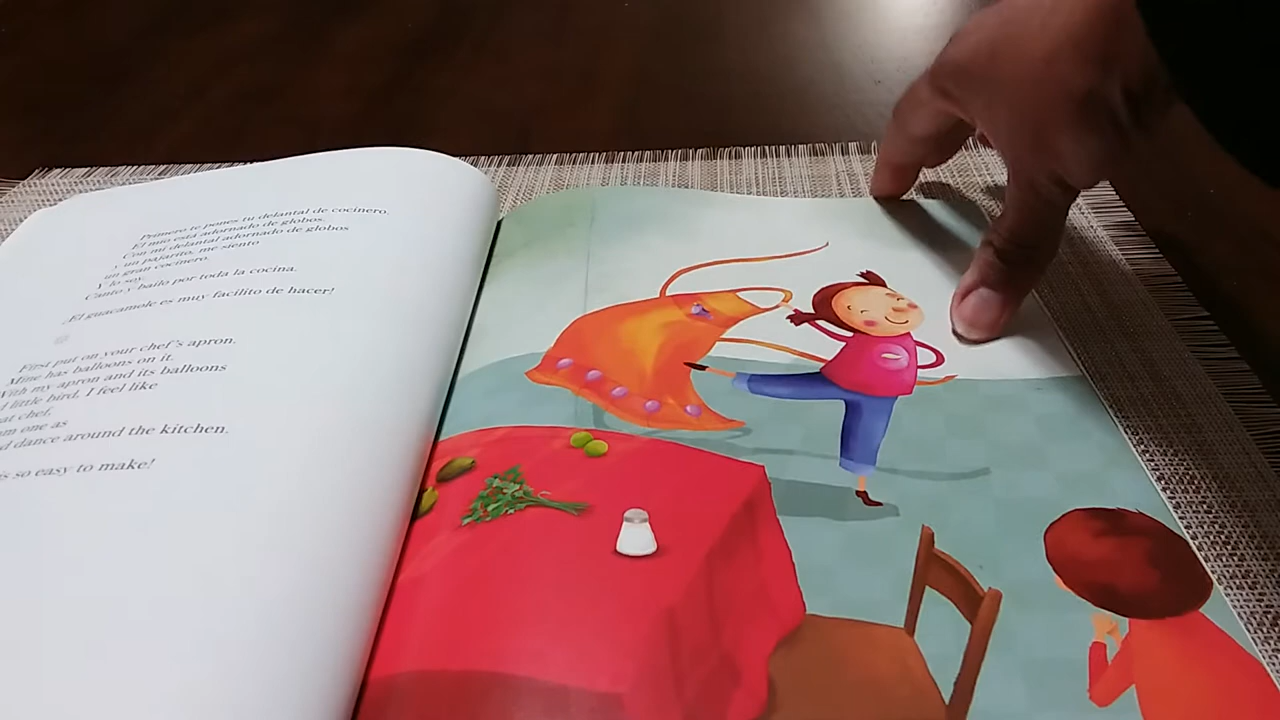 Primero te pones tu delantal de cocinero.
El mío está adornado de globos.
Con mi delantal adornado de globos
y un pajarito, me siento
un gran cocinero.
Y lo soy.
Canto y bailo por toda la cocina.
¡El guacamole es muy facilito de hacer!
First put on your chef's apron.
Mine has balloons on it.
With my apron and its balloons
little bird, I feel like
chef,
one as
dance around the kitchen.
is so easy to make!